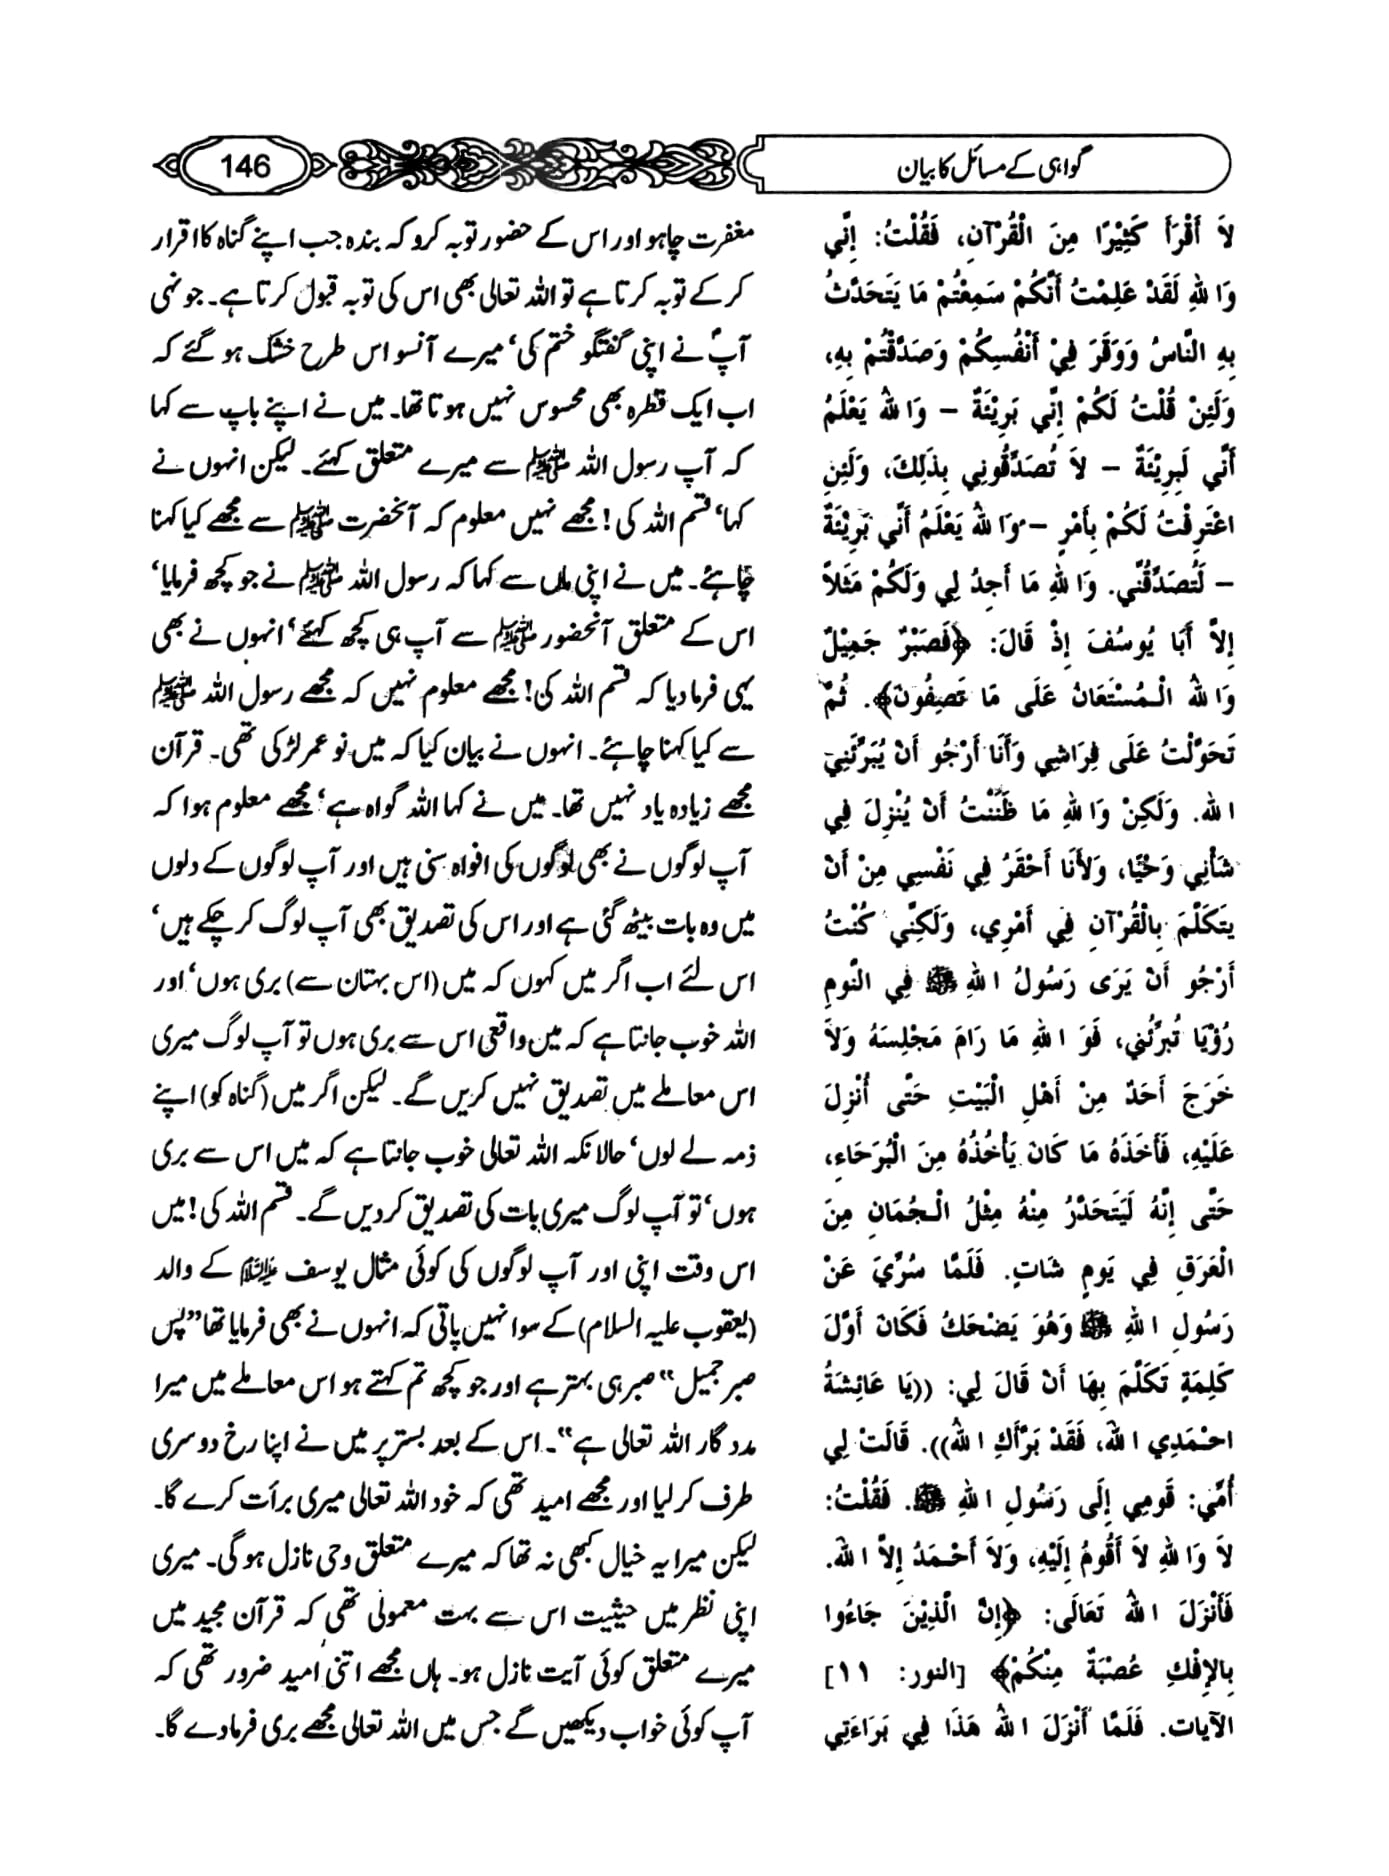 گواہی کے مسائل کا بیان
146
لاَ أَقْرَأُ كَثِيْرًا مِنَ الْقُرْآنِ، فَقُلْتُ: إِنِّي
وَاللهِ لَقَدْ عَلِمْتُ أَنَّكُمْ سَمِعْتُمْ مَا يَتَحَدَّثُ
بِهِ النَّاسُ وَوَقَرَ فِيْ أَنْفُسِكُمْ وَصَدَّقْتُمْ بِهِ،
وَلَئِنْ قُلْتُ لَكُمْ إِنِّي بَرِيْئَةٌ – وَاللهُ يَعْلَمُ
أَنِّي لَبَرِيْئَةٌ – لاَ تُصَدِّقُونِي بِذَلِكَ، وَلَئِنِ
اعْتَرَفْتُ لَكُمْ بِأَمْرٍ – وَاللهُ يَعْلَمُ أَنِّي بَرِيْئَةٌ
– لَتُصَدِّقُنِّي. وَاللهِ مَا أَجِدُ لِي وَلَكُمْ مَثَلاً
إِلاَّ أَبَا يُوسُفَ إِذْ قَالَ: ﴿فَصَبْرٌ جَمِيْلٌ
وَاللهُ الْمُسْتَعَانُ عَلَى مَا تَصِفُونَ﴾. ثُمَّ
تَحَوَّلْتُ عَلَى فِرَاشِي وَأَنَا أَرْجُو أَنْ يُبَرِّئَنِيَ
اللهُ. وَلَكِنْ وَاللهِ مَا ظَنَنْتُ أَنْ يُنْزِلَ فِي
شَأْنِي وَحْيًا، وَلأَنَا أَحْقَرُ فِي نَفْسِي مِنْ أَنْ
يَتَكَلَّمَ بِالْقُرْآنِ فِي أَمْرِي، وَلَكِنِّي كُنْتُ
أَرْجُو أَنْ يَرَى رَسُولُ اللهِ ﷺ فِي النَّومِ
رُؤْيَا تُبَرِّئُنِي، فَوَ اللهِ مَا رَامَ مَجْلِسَهُ وَلاَ
خَرَجَ أَحَدٌ مِنْ أَهْلِ الْبَيْتِ حَتَّى أُنْزِلَ
عَلَيْهِ، فَأَخَذَهُ مَا كَانَ يَأْخُذُهُ مِنَ الْبُرَحَاءِ،
حَتَّى إِنَّهُ لَيَتَحَدَّرُ مِنْهُ مِثْلُ الْجُمَانِ مِنَ
الْعَرَقِ فِي يَومٍ شَاتٍ. فَلَمَّا سُرِّيَ عَنْ
رَسُولِ اللهِ ﷺ وَهُوَ يَضْحَكُ فَكَانَ أَوَّلَ
كَلِمَةٍ تَكَلَّمَ بِهَا أَنْ قَالَ لِي: ((يَا عَائِشَةُ
احْمَدِي اللهَ، فَقَدْ بَرَّأَكِ اللهُ)). قَالَتْ لِي
أُمِّي: قَومِي إِلَى رَسُولِ اللهِ ﷺ. فَقُلْتُ:
لاَ وَاللهِ لاَ أَقُومُ إِلَيْهِ، وَلاَ أَحْمَدُ إِلاَّ اللهَ.
فَأَنْزَلَ اللهُ تَعَالَى: ﴿إِنَّ الَّذِيْنَ جَاءُوا
بِالإِفْكِ عُصْبَةٌ مِنْكُمْ﴾ [النور: ١١]
الآيات. فَلَمَّا أَنْزَلَ اللهُ هَذَا فِي بَرَاءَتِي
مغفرت چاہو اور اس کے حضور توبہ کرو کہ بندہ جب اپنے گناہ کا اقرار
کر کے توبہ کرتا ہے تو اللہ تعالیٰ بھی اس کی توبہ قبول کرتا ہے۔ جونہی
آپؐ نے اپنی گفتگو ختم کی‘ میرے آنسو اس طرح خشک ہو گئے کہ
اب ایک قطرہ بھی محسوس نہیں ہوتا تھا۔ میں نے اپنے باپ سے کہا
کہ آپ رسول اللہ ﷺ سے میرے متعلق کہئے۔ لیکن انہوں نے
کہا‘ قسم اللہ کی! مجھے نہیں معلوم کہ آنحضرت ﷺ سے مجھے کیا کہنا
چاہئے۔ میں نے اپنی ماں سے کہا کہ رسول اللہ ﷺ نے جو کچھ فرمایا‘
اس کے متعلق آنحضور ﷺ سے آپ ہی کچھ کہئے‘ انہوں نے بھی
یہی فرما دیا کہ قسم اللہ کی! مجھے معلوم نہیں کہ مجھے رسول اللہ ﷺ
سے کیا کہنا چاہئے۔ انہوں نے بیان کیا کہ میں نو عمر لڑکی تھی۔ قرآن
مجھے زیادہ یاد نہیں تھا۔ میں نے کہا اللہ گواہ ہے‘ مجھے معلوم ہوا کہ
آپ لوگوں نے بھی لوگوں کی افواہ سنی ہیں اور آپ لوگوں کے دلوں
میں وہ بات بیٹھ گئی ہے اور اس کی تصدیق بھی آپ لوگ کر چکے ہیں‘
اس لئے اب اگر میں کہوں کہ میں (اس بہتان سے) بری ہوں‘ اور
اللہ خوب جانتا ہے کہ میں واقعی اس سے بری ہوں تو آپ لوگ میری
اس معاملے میں تصدیق نہیں کریں گے۔ لیکن اگر میں (گناہ کو) اپنے
ذمہ لے لوں‘ حالانکہ اللہ تعالیٰ خوب جانتا ہے کہ میں اس سے بری
ہوں‘ تو آپ لوگ میری بات کی تصدیق کر دیں گے۔ قسم اللہ کی! میں
اس وقت اپنی اور آپ لوگوں کی کوئی مثال یوسف علیہ السلام کے والد
(یعقوب علیہ السلام) کے سوا نہیں پاتی کہ انہوں نے بھی فرمایا تھا ”پس
صبر جمیل“ صبر ہی بہتر ہے اور جو کچھ تم کہتے ہو اس معاملے میں میرا
مدد گار اللہ تعالیٰ ہے“۔ اس کے بعد بستر پر میں نے اپنا رخ دوسری
طرف کر لیا اور مجھے امید تھی کہ خود اللہ تعالیٰ میری برأت کرے گا۔
لیکن میرا یہ خیال کبھی نہ تھا کہ میرے متعلق وحی نازل ہو گی۔ میری
اپنی نظر میں حیثیت اس سے بہت معمولی تھی کہ قرآن مجید میں
میرے متعلق کوئی آیت نازل ہو۔ ہاں مجھے اتنی امید ضرور تھی کہ
آپ کوئی خواب دیکھیں گے جس میں اللہ تعالیٰ مجھے بری فرما دے گا۔